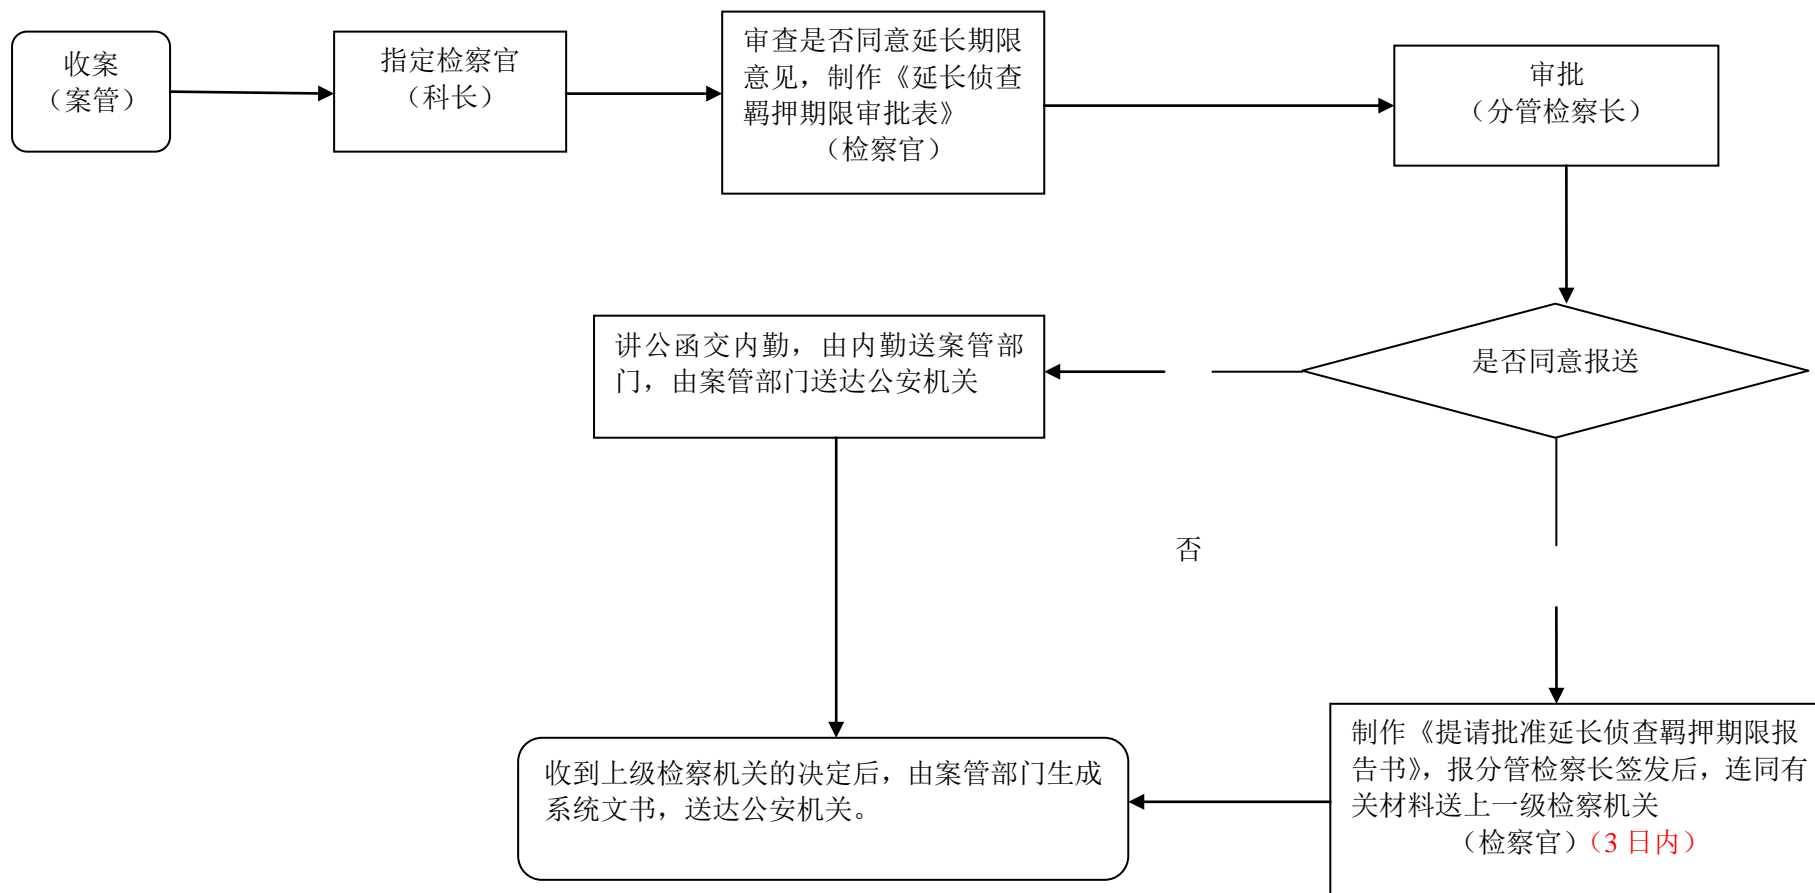 收案
（案管）
指定检察官
（科长）
审查是否同意延长期限
意见，制作《延长侦查
羁押期限审批表》
（检察官）
审批
（分管检察长）
是否同意报送
讲公函交内勤，由内勤送案管部
门，由案管部门送达公安机关
否
制作《提请批准延长侦查羁押期限报
告书》，报分管检察长签发后，连同有
关材料送上一级检察机关
（检察官）（3 日内）
收到上级检察机关的决定后，由案管部门生成
系统文书，送达公安机关。